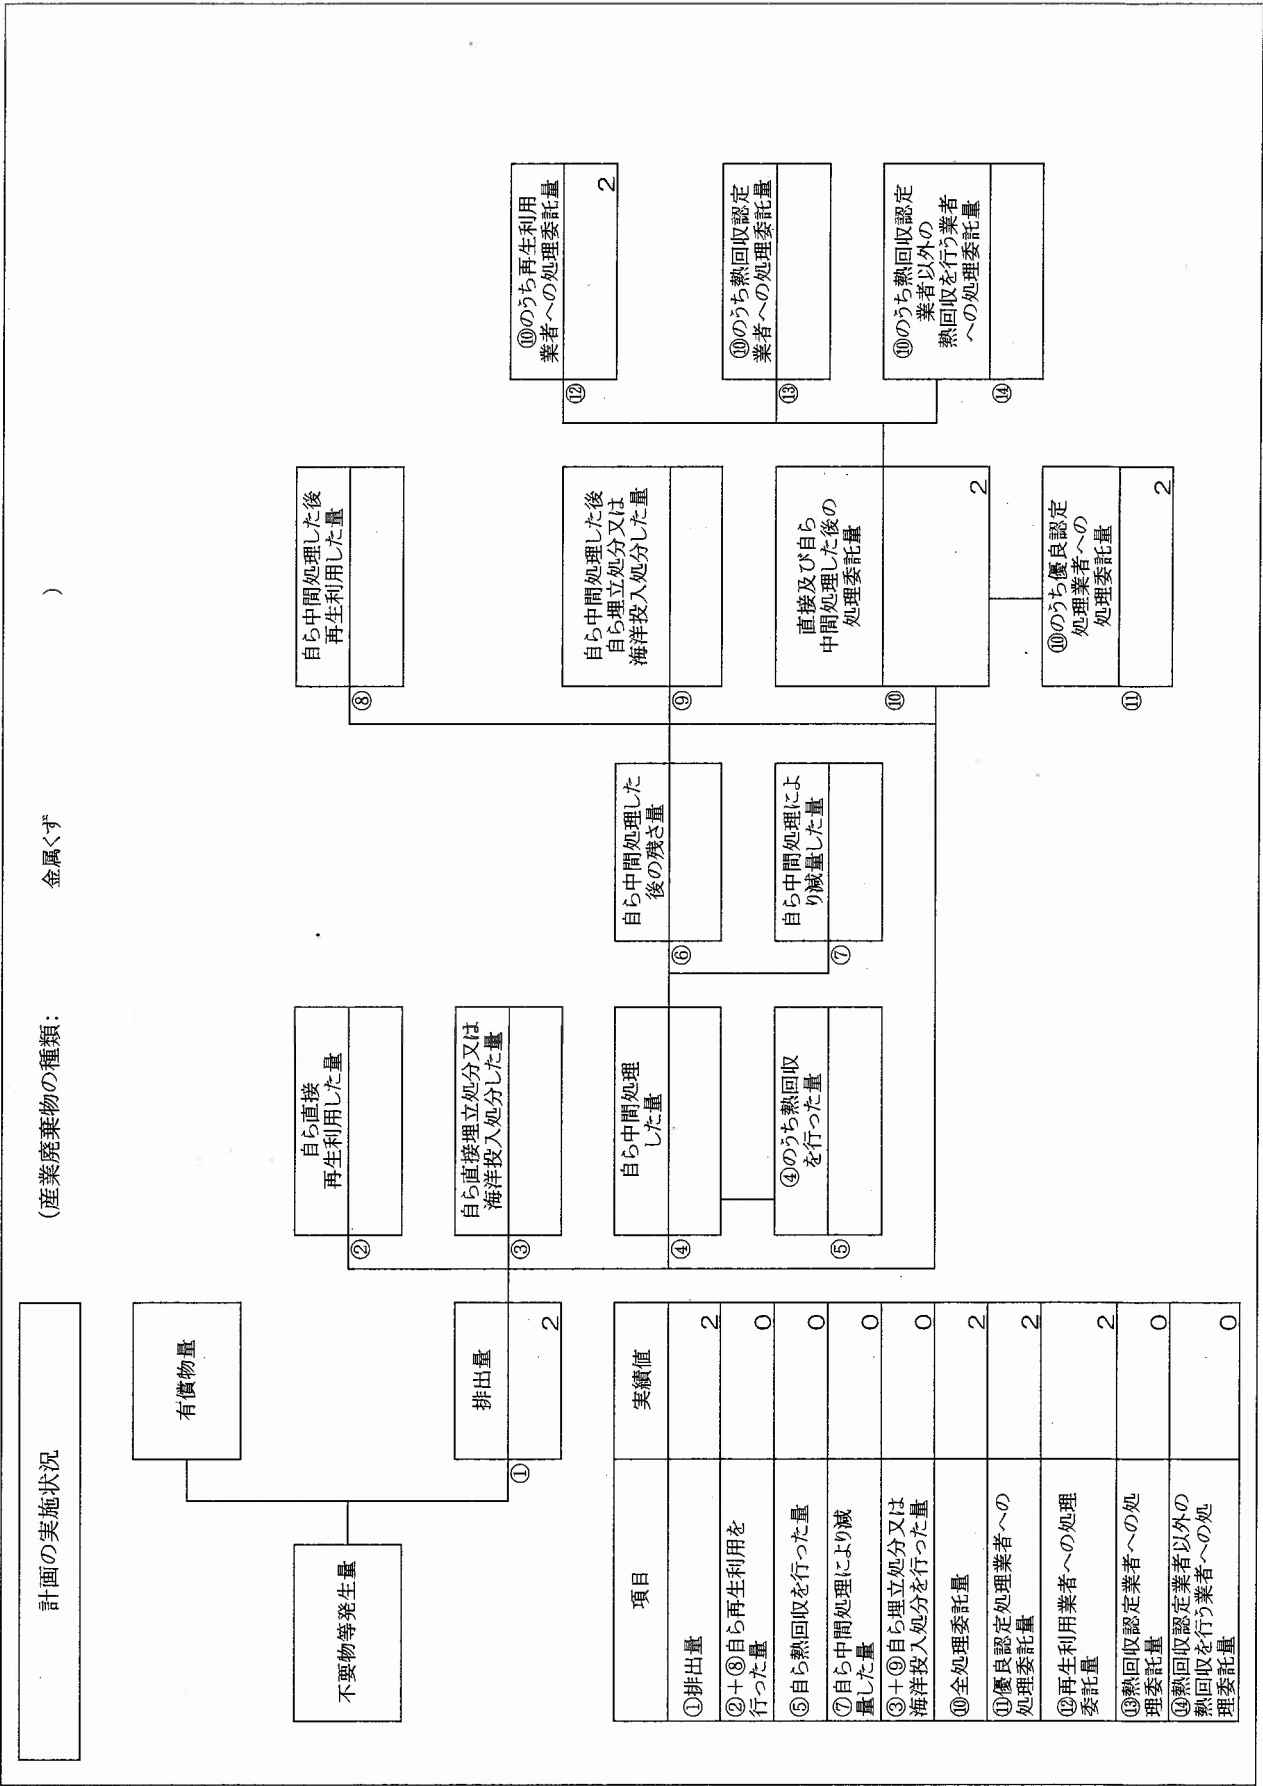 計画の実施状況
(産業廃棄物の種類:
金属くず
)
不要物等発生量
有償物量
①
排出量
2
②
自ら直接
再生利用した量
③
自ら直接埋立処分又は
海洋投入処分した量
④
自ら中間処理
した量
⑤
④のうち熱回収
を行った量
⑥
自ら中間処理した
後の残さ量
⑦
自ら中間処理によ
り減量した量
⑧
自ら中間処理した後
再生利用した量
⑨
自ら中間処理した後
自ら埋立処分又は
海洋投入処分した量
⑩
直接及び自ら
中間処理した後の
処理委託量
2
⑪
⑩のうち優良認定
処理業者への
処理委託量
2
⑫
⑩のうち再生利用
業者への処理委託量
2
⑬
⑩のうち熱回収認定
業者への処理委託量
⑭
⑩のうち熱回収認定
業者以外の
熱回収を行う業者
への処理委託量
項目 実績値
①排出量 2
②+⑧自ら再生利用を
行った量 0
⑤自ら熱回収を行った量 0
⑦自ら中間処理により減
量した量 0
③+⑨自ら埋立処分又は
海洋投入処分を行った量 0
⑩全処理委託量 2
⑪優良認定処理業者への
処理委託量 2
⑫再生利用業者への処理
委託量 2
⑬熱回収認定業者への処
理委託量 0
⑭熱回収認定業者以外の
熱回収を行う業者への処
理委託量 0